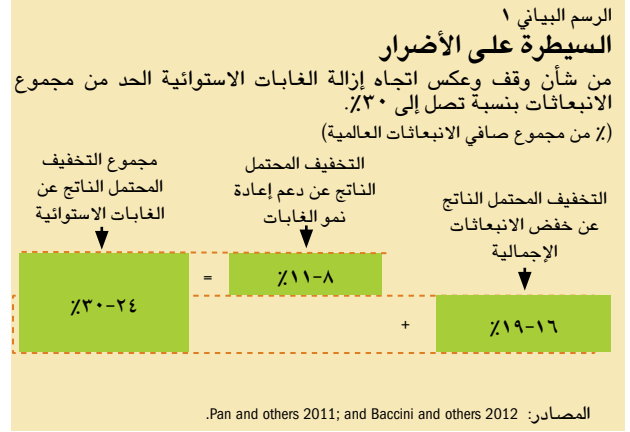 الرسم البياني ١
السيطرة على الأضرار
من شأن وقف وعكس اتجاه إزالة الغابات الاستوائية الحد من مجموع
الانبعاثات بنسبة تصل إلى ٣٠٪.
(٪ من مجموع صافي الانبعاثات العالمية)
التخفيف المحتمل الناتج
عن خفض الانبعاثات
الإجمالية
التخفيف المحتمل
الناتج عن دعم إعادة
نمو الغابات
مجموع التخفيف
المحتمل الناتج عن
الغابات الاستوائية
١٦–١٩٪
+
٨–١١٪
=
٢٤–٣٠٪
المصادر: Pan and others 2011; and Baccini and others 2012.